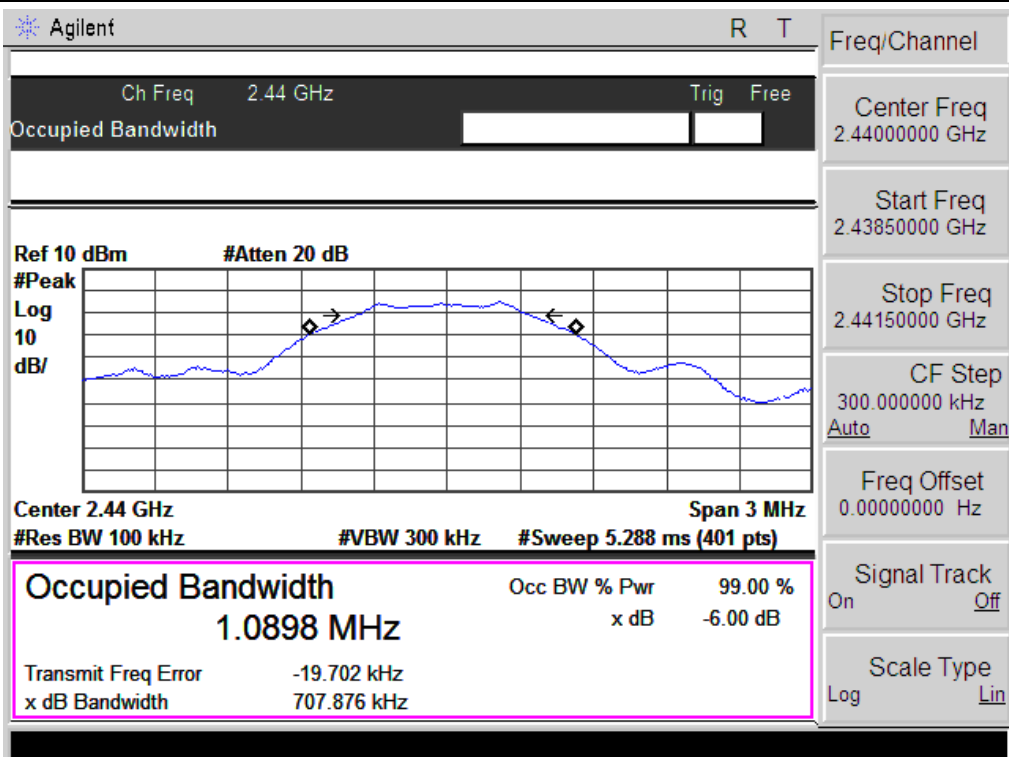 Agilent R T
Ch Freq 2.44 GHz Trig Free
Occupied Bandwidth
Ref 10 dBm #Atten 20 dB
#Peak
Log
10
dB/
Center 2.44 GHz Span 3 MHz
#Res BW 100 kHz #VBW 300 kHz #Sweep 5.288 ms (401 pts)
Occupied Bandwidth Occ BW % Pwr 99.00 %
1.0898 MHz x dB -6.00 dB
Transmit Freq Error -19.702 kHz
x dB Bandwidth 707.876 kHz
Freq/Channel
Center Freq
2.44000000 GHz
Start Freq
2.43850000 GHz
Stop Freq
2.44150000 GHz
CF Step
300.000000 kHz
Auto Man
Freq Offset
0.00000000 Hz
Signal Track
On Off
Scale Type
Log Lin